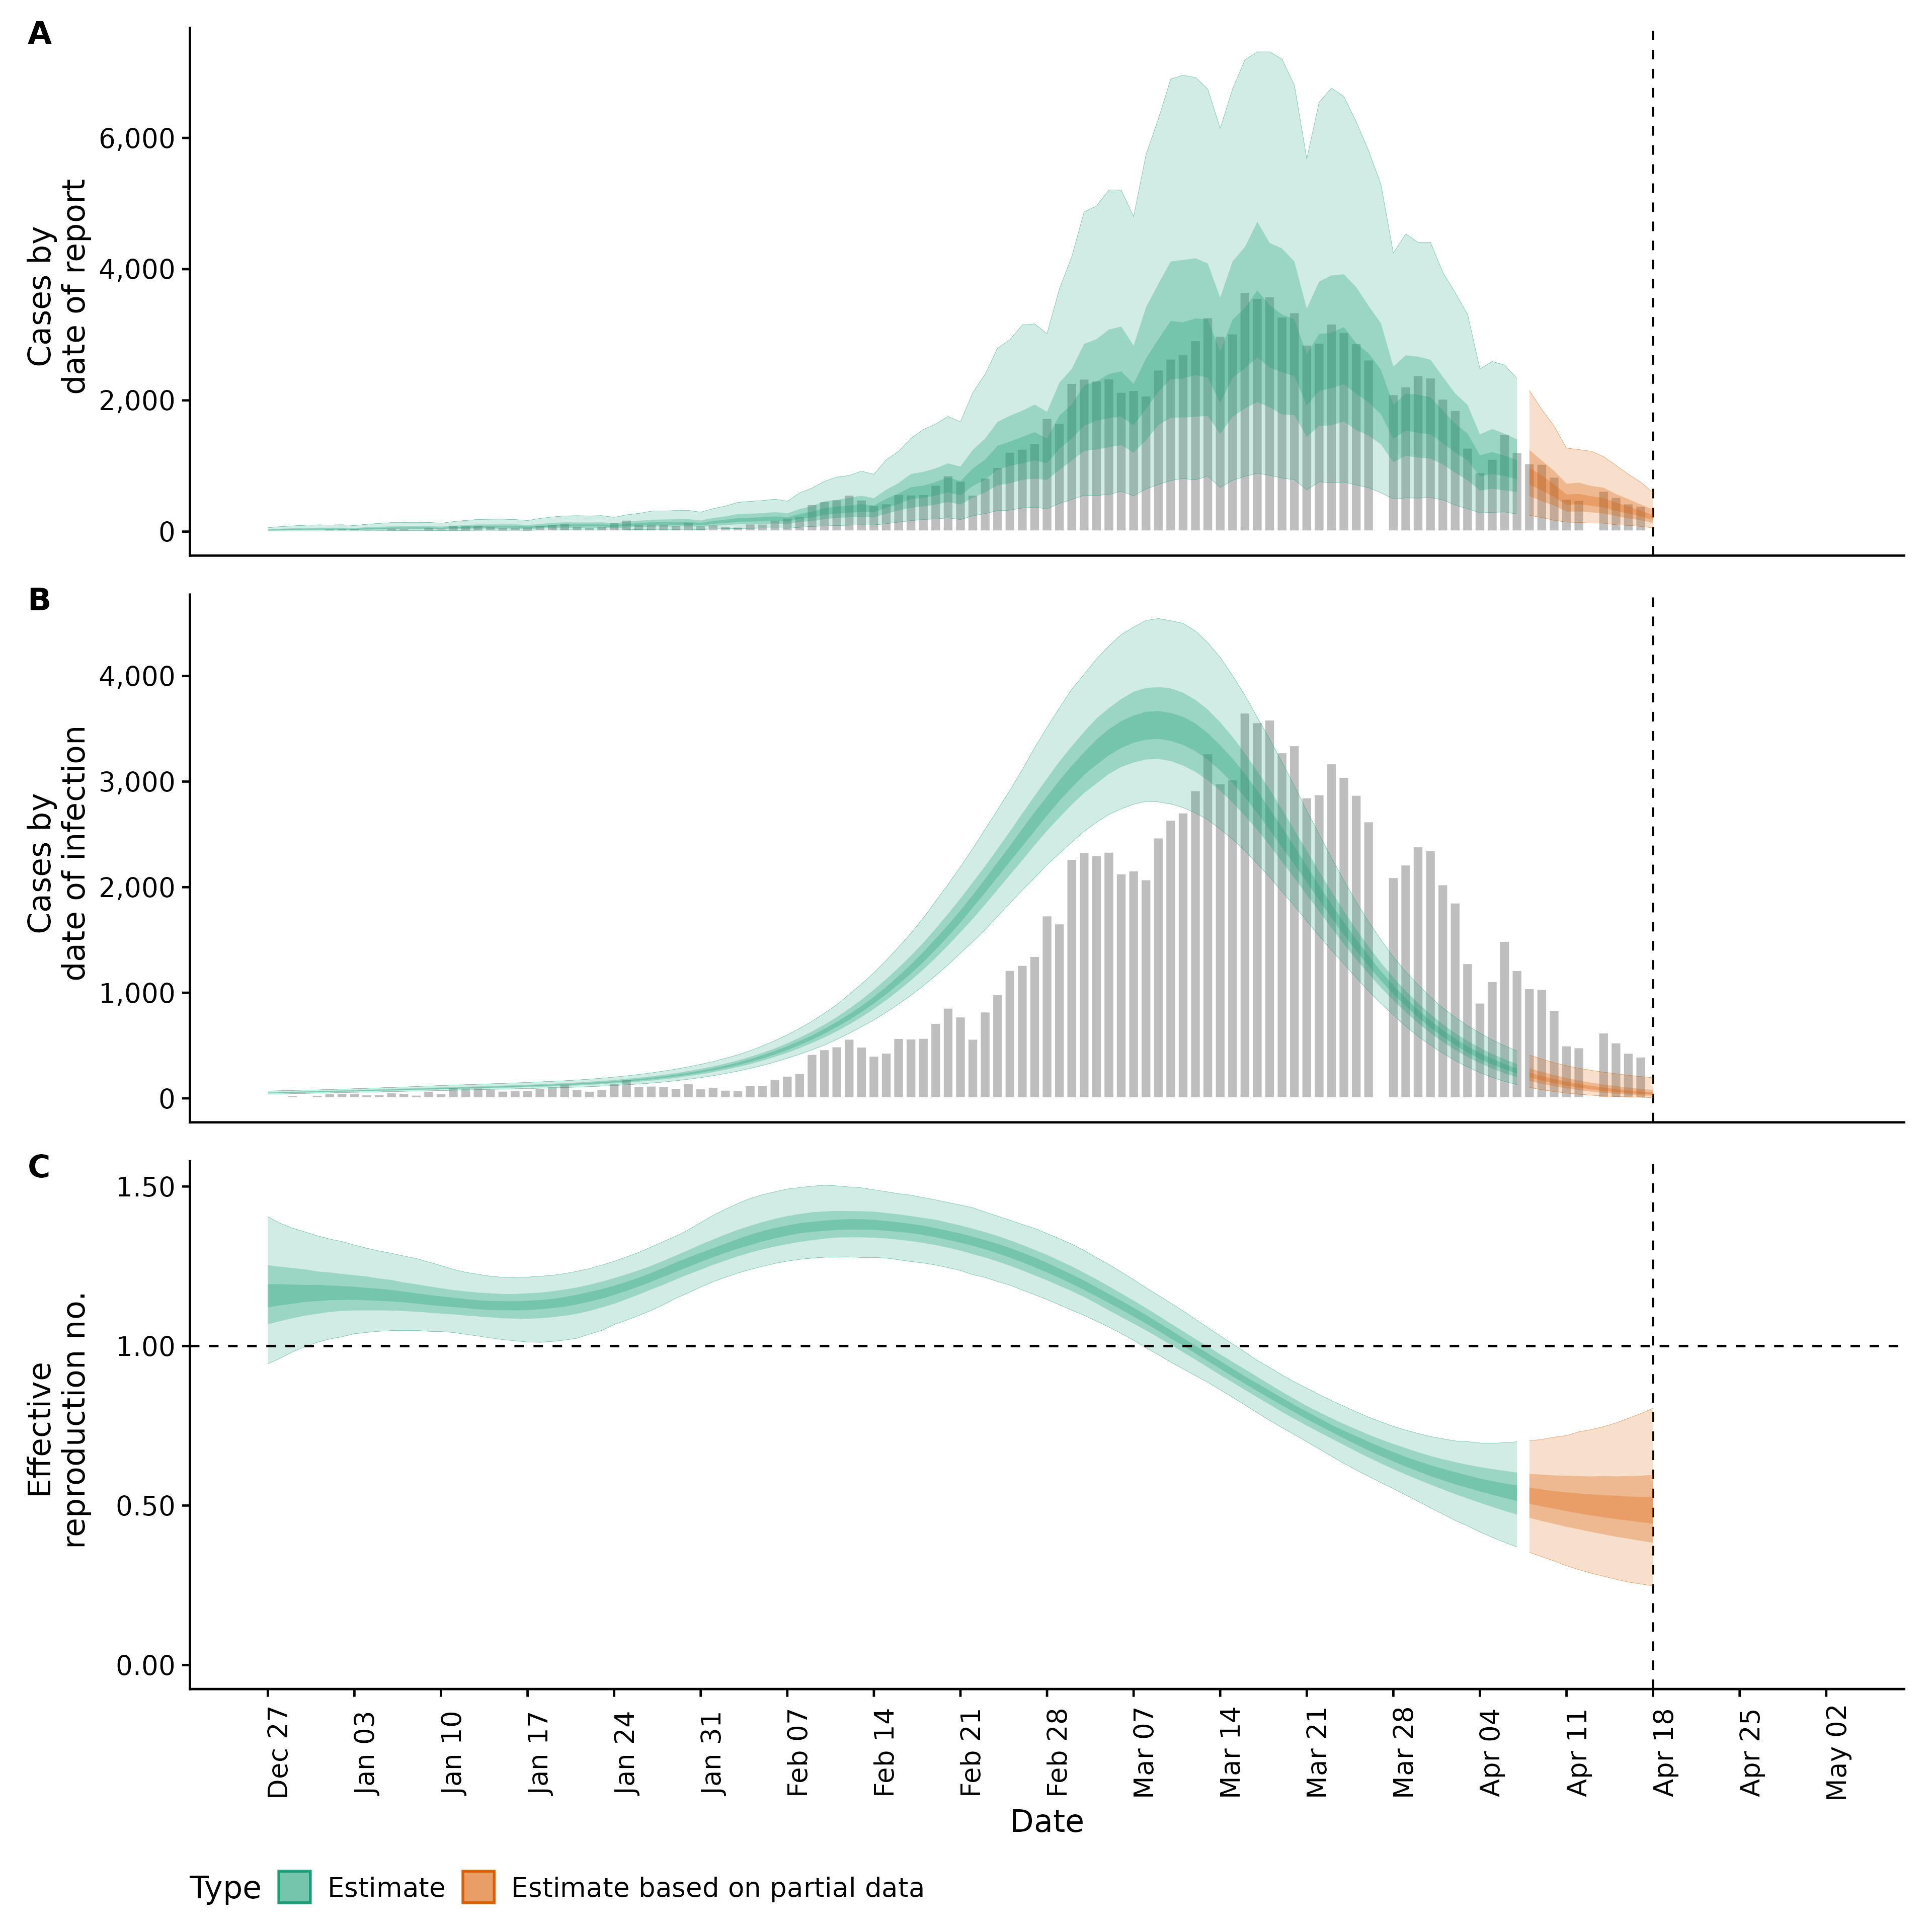 A
Cases by
date of report
6,000
4,000
2,000
0
B
Cases by
date of infection
4,000
3,000
2,000
1,000
0
C
Effective
reproduction no.
1.50
1.00
0.50
0.00
Dec 27
Jan 03
Jan 10
Jan 17
Jan 24
Jan 31
Feb 07
Feb 14
Feb 21
Feb 28
Mar 07
Mar 14
Mar 21
Mar 28
Apr 04
Apr 11
Apr 18
Apr 25
May 02
Date
Type Estimate Estimate based on partial data